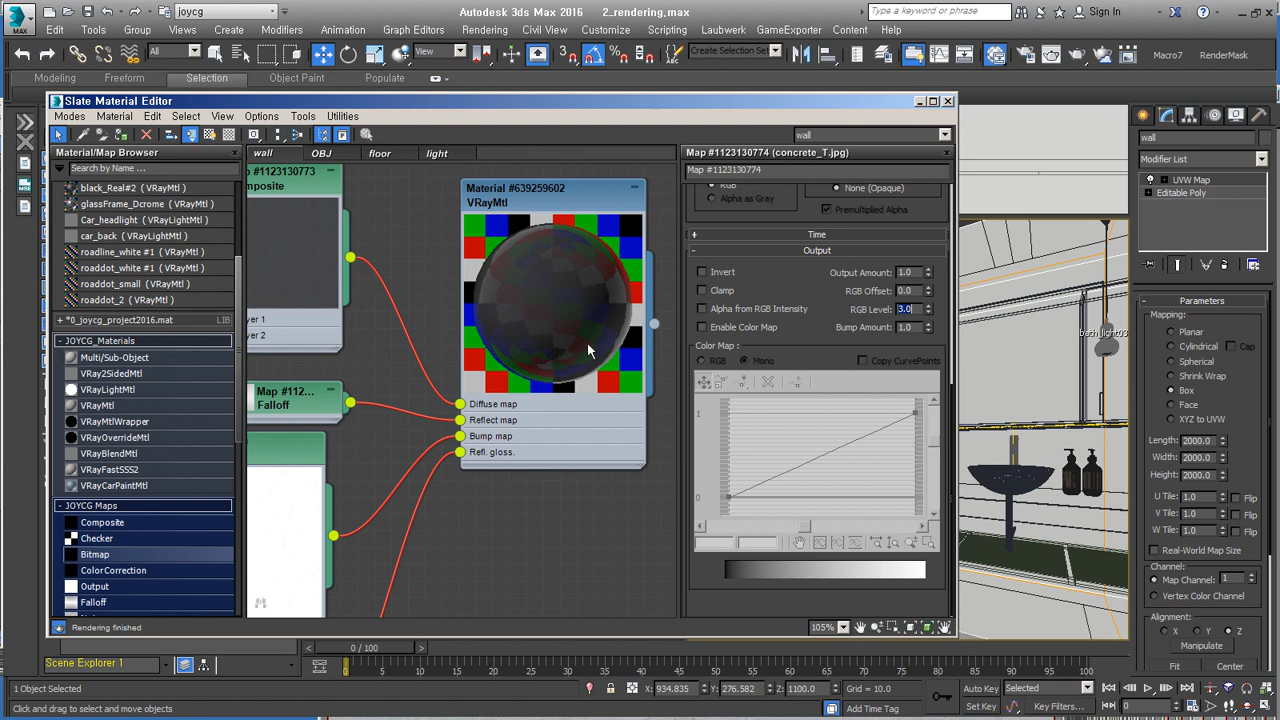 MAX
joycg
Autodesk 3ds Max 2016
2_rendering.max
Type a keyword or phrase
Sign In
Edit
Tools
Group
Views
Create
Modifiers
Animation
Graph Editors
Rendering
Civil View
Customize
Scripting
Laubwerk
GameExporter
Content
Help
All
View
Create Selection Set
Macro7
RenderMask
Modeling
Freeform
Selection
Object Paint
Populate
Slate Material Editor
Modes
Material
Edit
Select
View
Options
Tools
Utilities
wall
Material/Map Browser
Search by Name ...
black_Real#2 ( VRayMtl )
glassFrame_Dcrome ( VRayMtl )
Car_headlight ( VRayLightMtl )
car_back ( VRayLightMtl )
roadline_white #1 ( VRayMtl )
roaddot_white #1 ( VRayMtl )
roaddot_small ( VRayMtl )
roaddot_2 ( VRayMtl )
+ *0_joycg_project2016.mat
- JOYCG_Materials
Multi/Sub-Object
VRay2SidedMtl
VRayLightMtl
VRayMtl
VRayMtlWrapper
VRayOverrideMtl
VRayBlendMtl
VRayFastSSS2
VRayCarPaintMtl
- JOYCG Maps
Composite
Checker
Bitmap
ColorCorrection
Output
Falloff
Rendering finished
wall
OBJ
floor
light
Map #1123130773
mposite
yer 1
yer 2
Map #112...
Falloff
Material #639259602
VRayMtl
Diffuse map
Reflect map
Bump map
Refl. gloss.
Map #1123130774 (concrete_T.jpg)
Map #1123130774
RGB
Alpha as Gray
None (Opaque)
Premultiplied Alpha
+ Time
- Output
Invert
Output Amount: 1.0
Clamp
RGB Offset: 0.0
Alpha from RGB Intensity
RGB Level: 3.0
Enable Color Map
Bump Amount: 1.0
Color Map:
RGB
Mono
Copy CurvePoints
1
0
105%
bath_light03
wall
Modifier List
UVW Map
Editable Poly
- Parameters
Mapping:
Planar
Cylindrical
Cap
Spherical
Shrink Wrap
Box
Face
XYZ to UVW
Length: 2000.0
Width: 2000.0
Height: 2000.0
U Tile: 1.0 Flip
V Tile: 1.0 Flip
W Tile: 1.0 Flip
Real-World Map Size
Channel:
Map Channel: 1
Vertex Color Channel
Alignment:
X
Y
Z
Manipulate
Fit
Center
Scene Explorer 1
0 / 100
0 5 10 15 20 25 30 35 40 45 50 55 60 65 70 75 80 85 90 95 100
1 Object Selected
X: 934.835
Y: 276.582
Z: 1100.0
Grid = 10.0
Auto Key
Selected
Click and drag to select and move objects
Add Time Tag
Set Key
Key Filters...
0